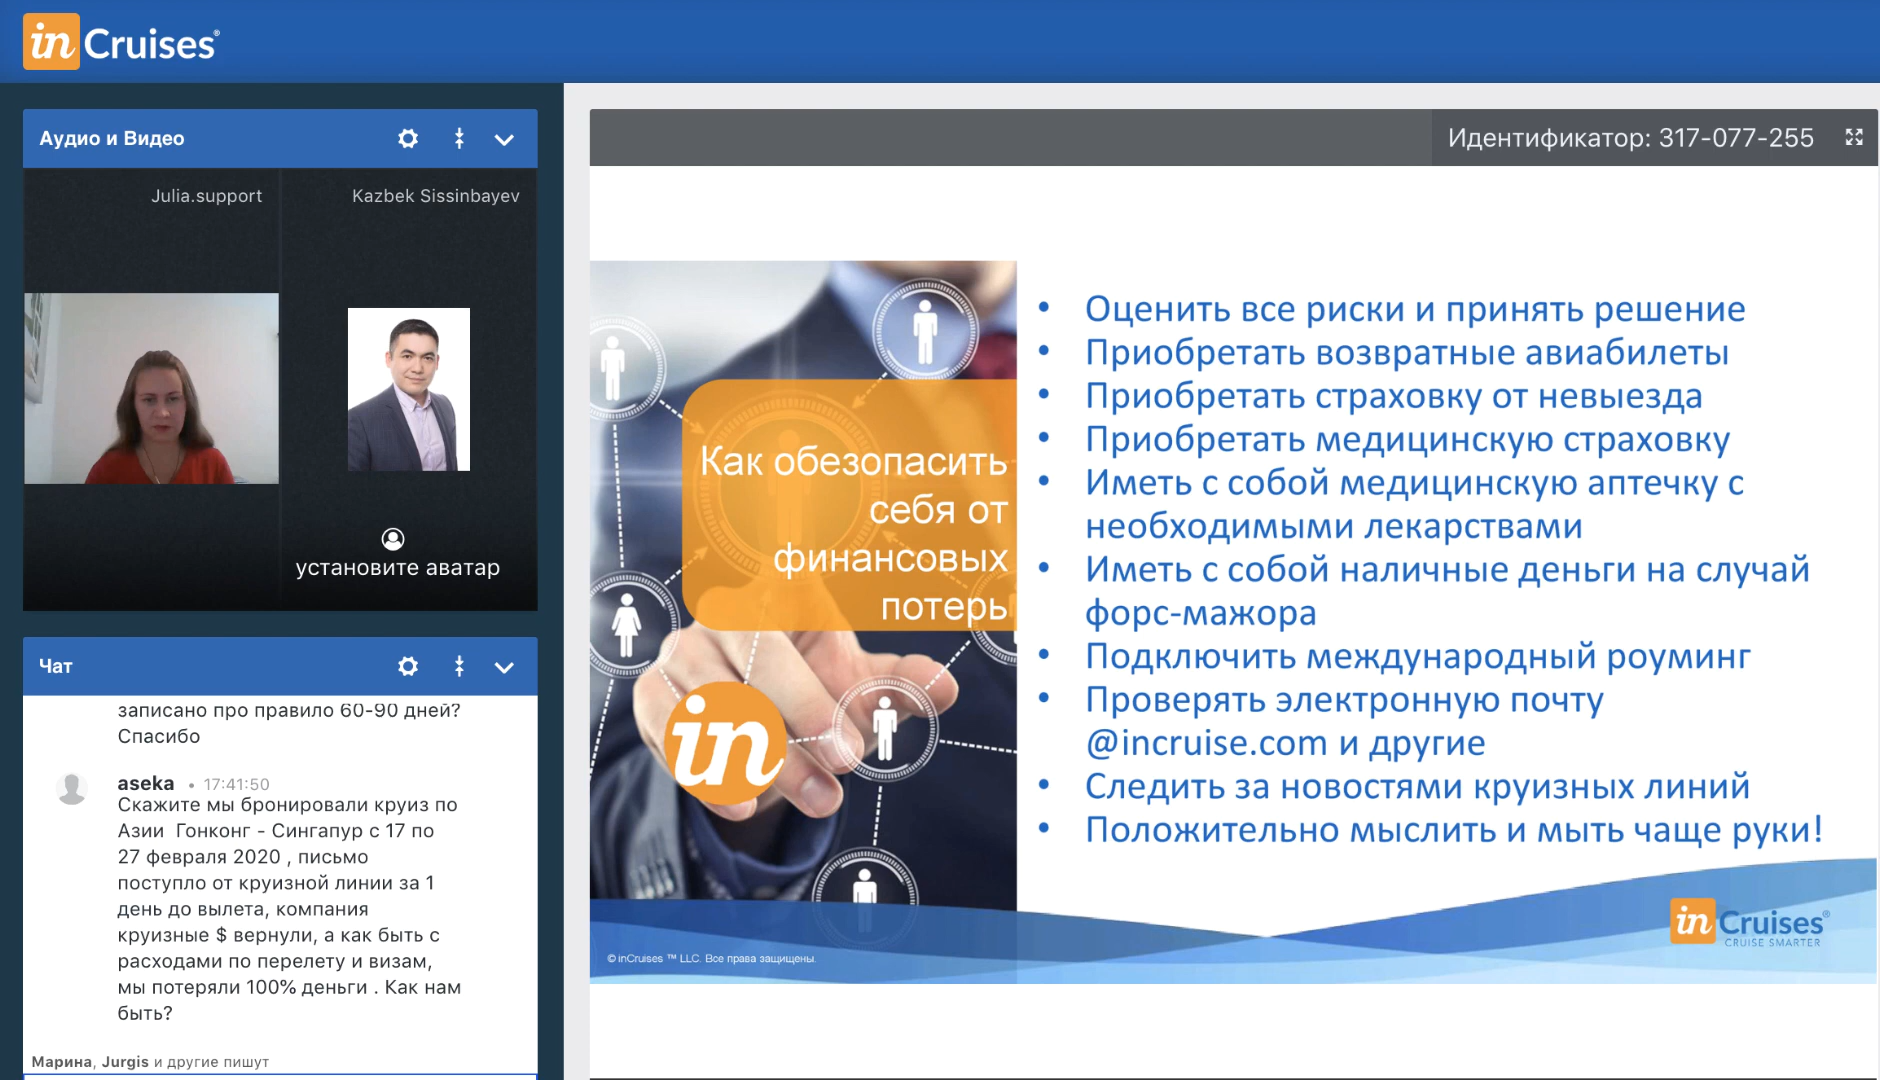 in Cruises®
Аудио и Видео
Julia.support
Kazbek Sissinbayev
установите аватар
Чат
записано про правило 60-90 дней?
Спасибо
aseka • 17:41:50
Скажите мы бронировали круиз по
Азии Гонконг - Сингапур с 17 по
27 февраля 2020 , письмо
поступло от круизной линии за 1
день до вылета, компания
круизные $ вернули, а как быть с
расходами по перелету и визам,
мы потеряли 100% деньги . Как нам
быть?
Марина, Jurgis и другие пишут
Идентификатор: 317-077-255
Как обезопасить
себя от
финансовых
потерь
in
• Оценить все риски и принять решение
• Приобретать возвратные авиабилеты
• Приобретать страховку от невыезда
• Приобретать медицинскую страховку
• Иметь с собой медицинскую аптечку с
необходимыми лекарствами
• Иметь с собой наличные деньги на случай
форс-мажора
• Подключить международный роуминг
• Проверять электронную почту
@incruise.com и другие
• Следить за новостями круизных линий
• Положительно мыслить и мыть чаще руки!
© inCruises ™ LLC. Все права защищены.
in Cruises®
CRUISE SMARTER